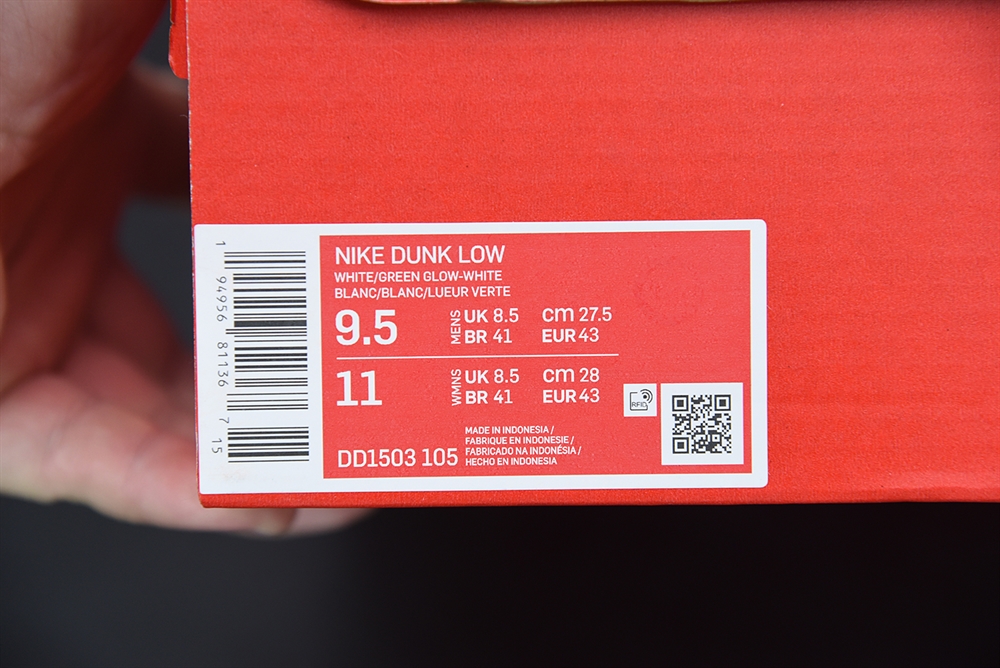 NIKE DUNK LOW
WHITE/GREEN GLOW-WHITE
BLANC/BLANC/LUEUR VERTE
9.5 MENS UK 8.5 cm 27.5
BR 41 EUR 43
11 WMNS UK 8.5 cm 28
BR 41 EUR 43
RFID
MADE IN INDONESIA /
FABRIQUE EN INDONESIE /
FABRICADO NA INDONÉSIA /
HECHO EN INDONESIA
DD1503 105
1 94956 81136 7 15